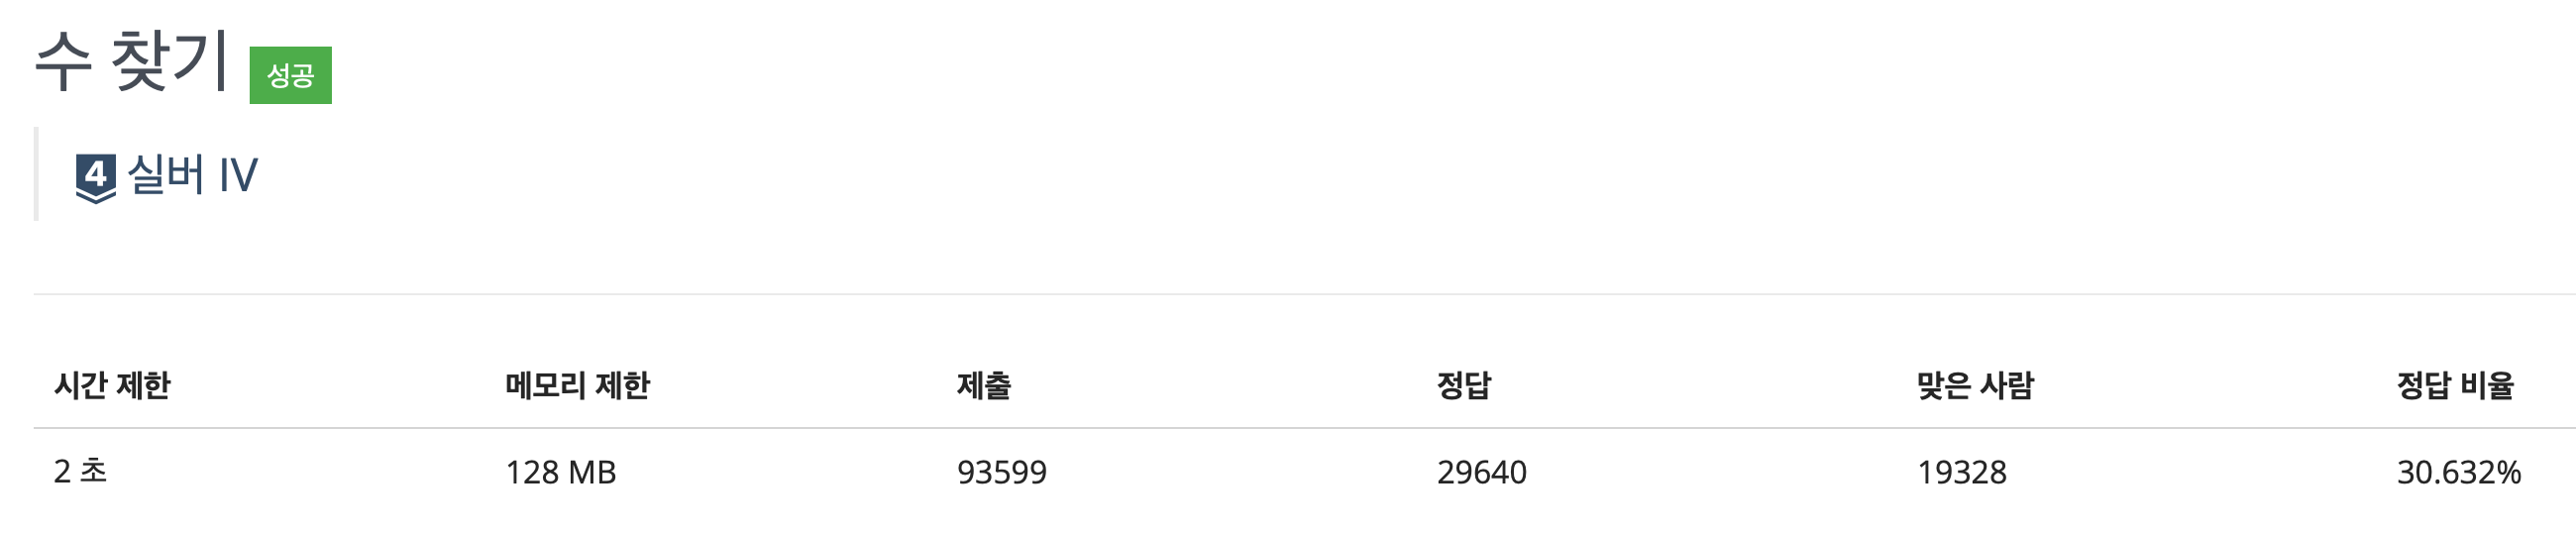 수 찾기 성공
4 실버 IV
시간 제한 메모리 제한 제출 정답 맞은 사람 정답 비율
2 초 128 MB 93599 29640 19328 30.632%